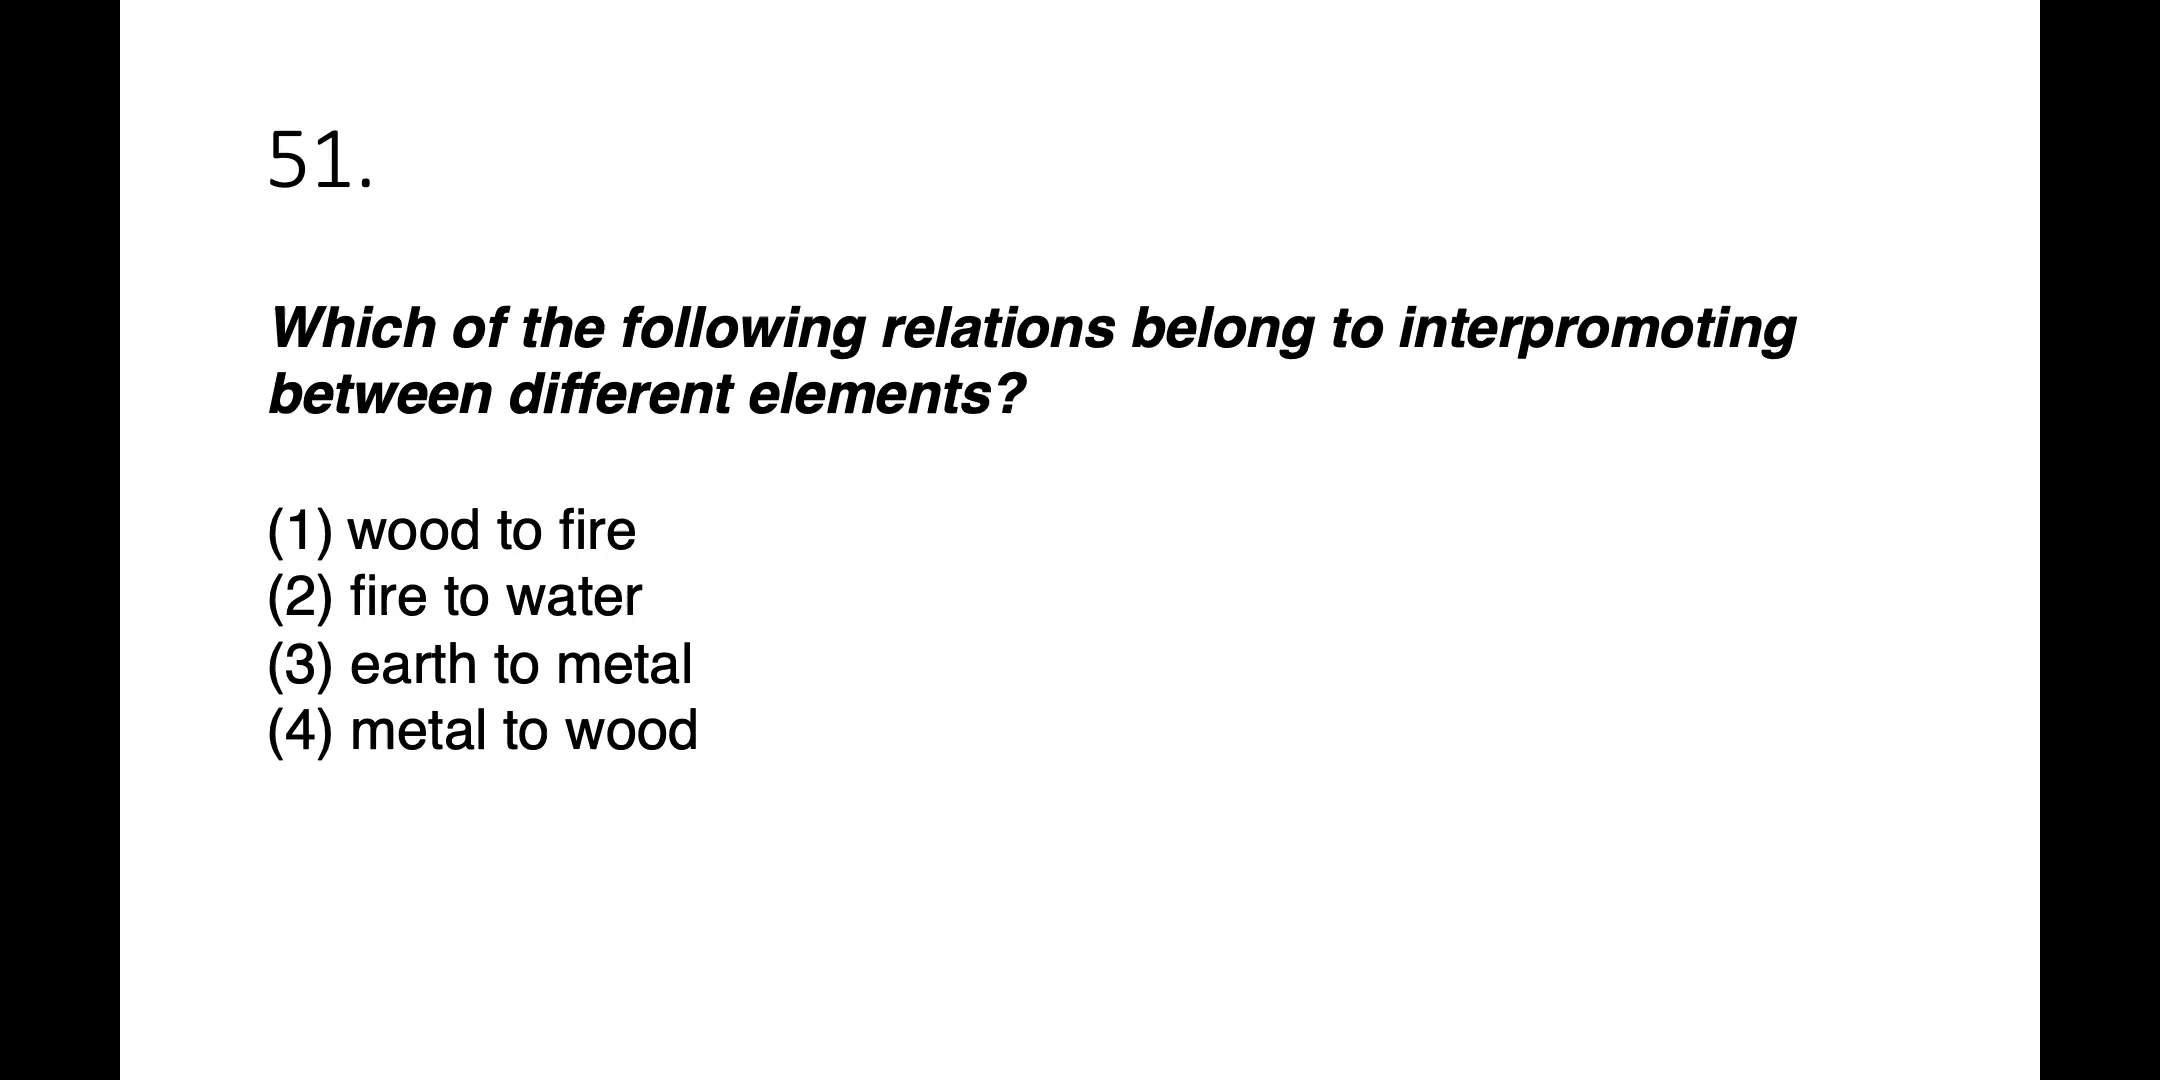 51.
Which of the following relations belong to interpromoting
between different elements?
(1) wood to fire
(2) fire to water
(3) earth to metal
(4) metal to wood